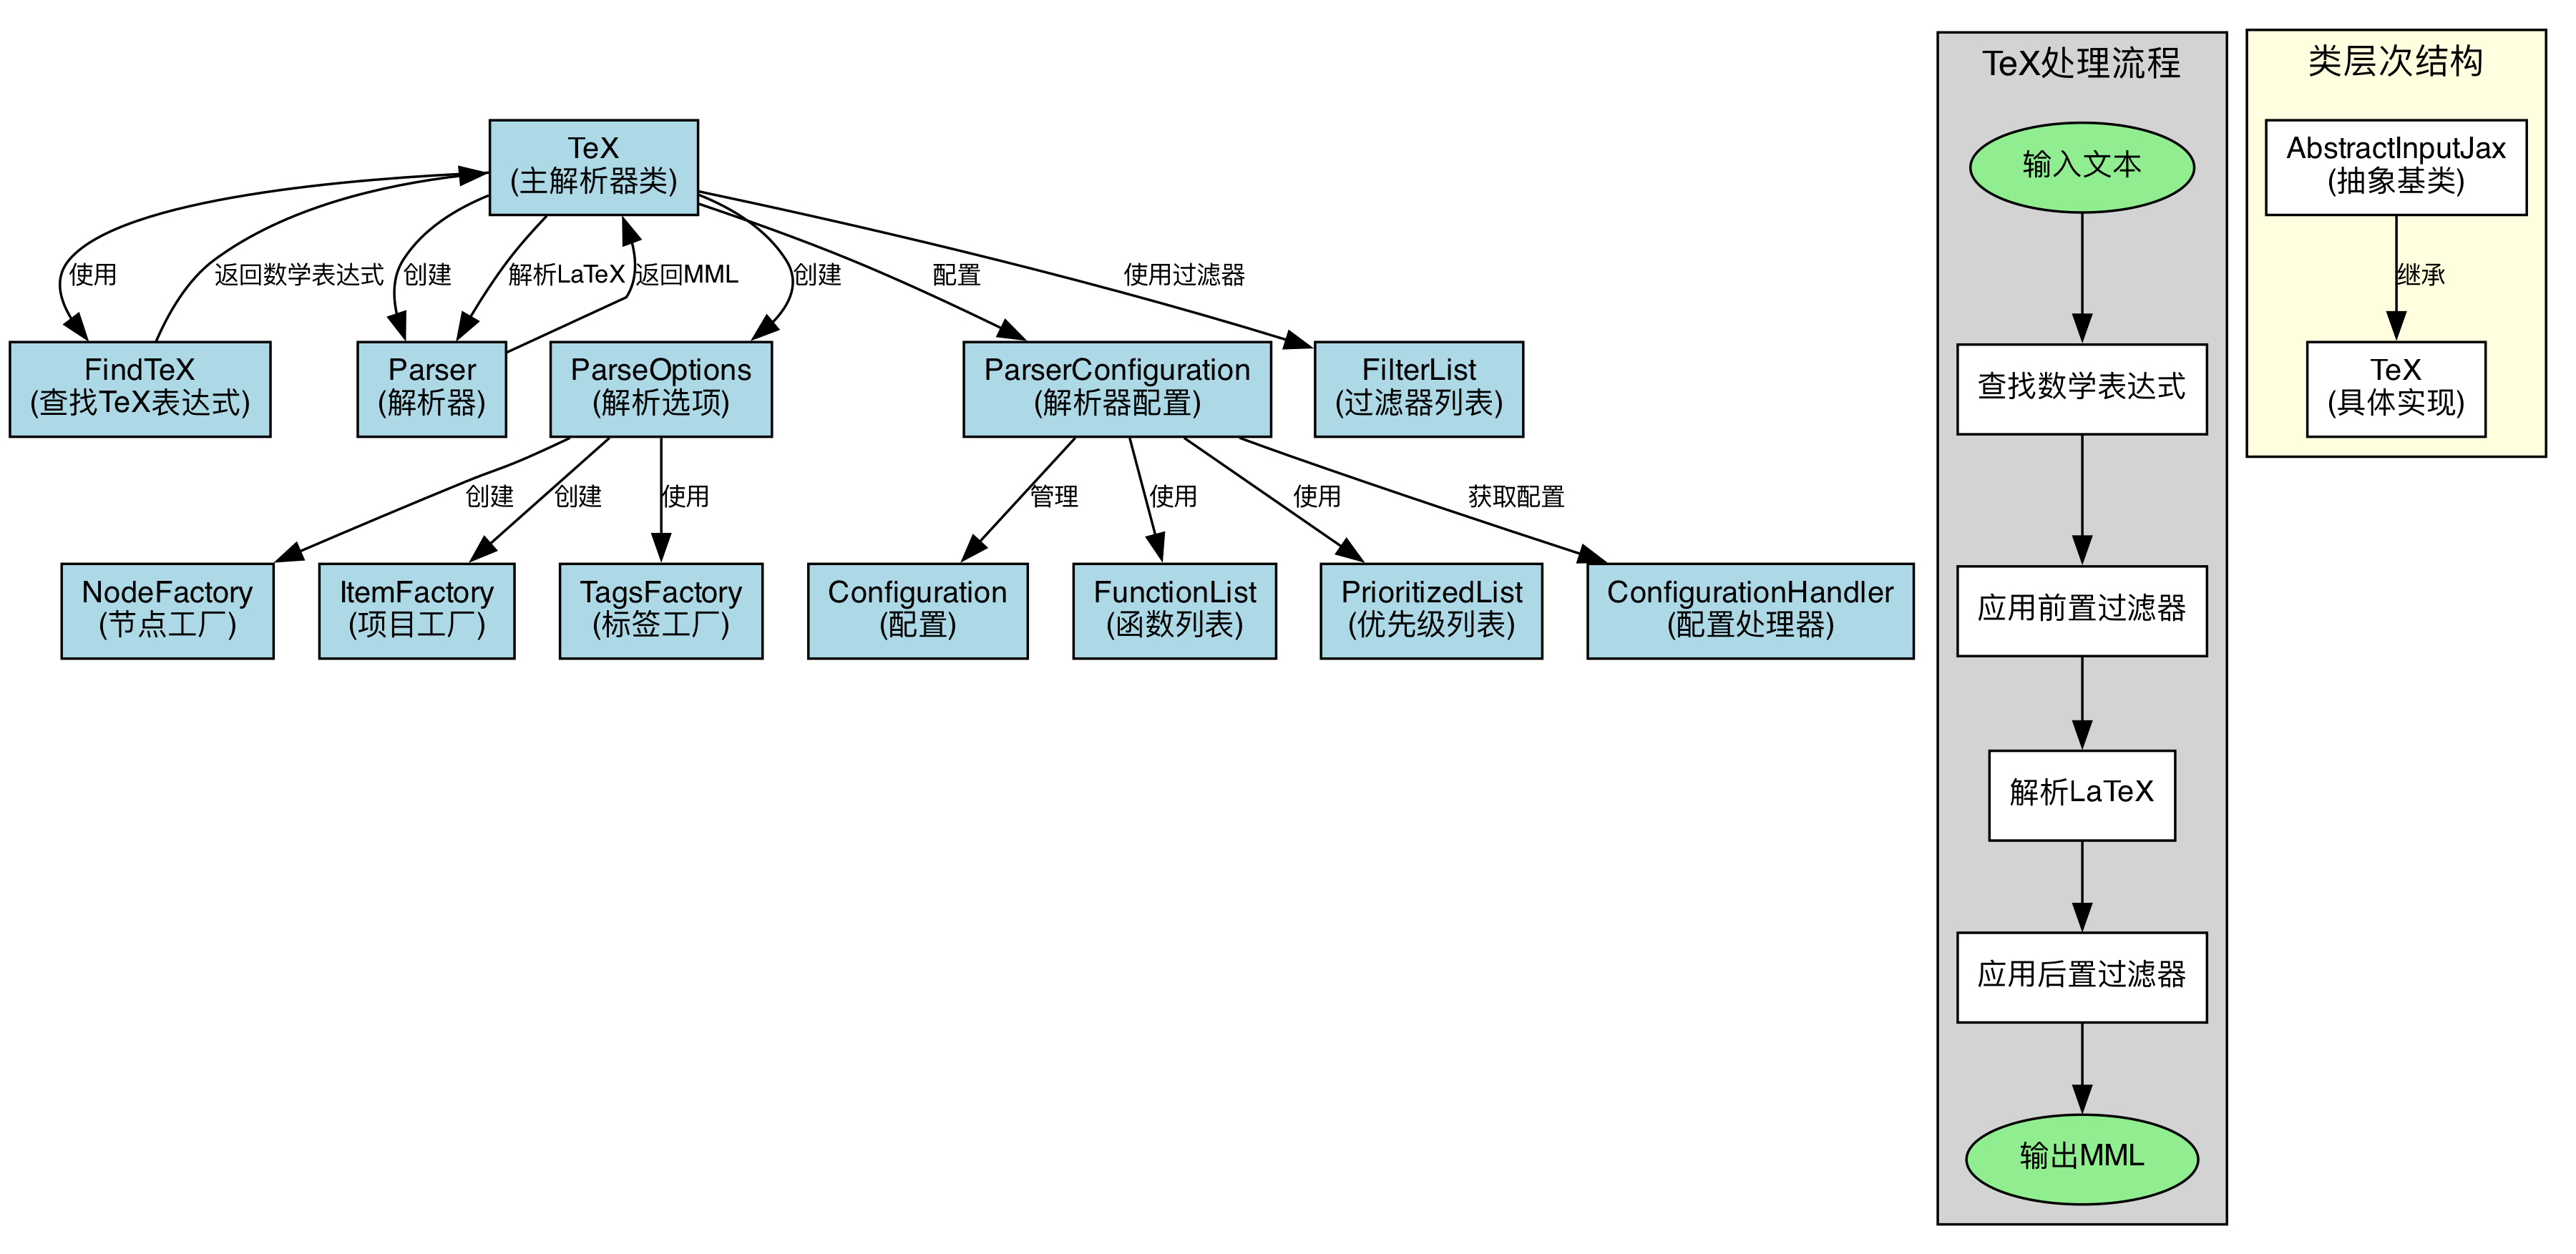 TeX
(主解析器类)
使用
返回数学表达式
创建
解析LaTeX
返回MML
创建
配置
使用过滤器
FindTeX
(查找TeX表达式)
Parser
(解析器)
ParseOptions
(解析选项)
ParserConfiguration
(解析器配置)
FilterList
(过滤器列表)
创建
创建
使用
管理
使用
使用
获取配置
NodeFactory
(节点工厂)
ItemFactory
(项目工厂)
TagsFactory
(标签工厂)
Configuration
(配置)
FunctionList
(函数列表)
PrioritizedList
(优先级列表)
ConfigurationHandler
(配置处理器)
TeX处理流程
输入文本
查找数学表达式
应用前置过滤器
解析LaTeX
应用后置过滤器
输出MML
类层次结构
AbstractInputJax
(抽象基类)
继承
TeX
(具体实现)